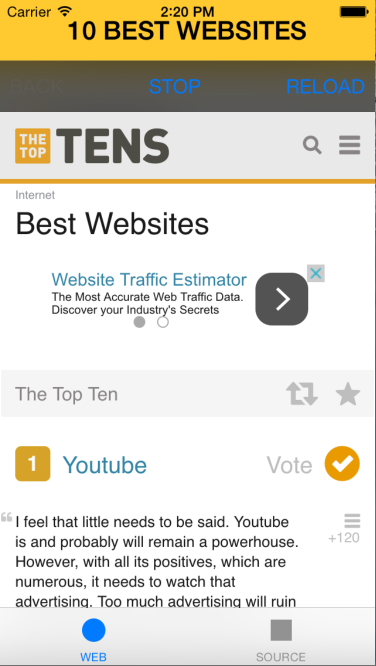 Carrier 2:20 PM
10 BEST WEBSITES
BACK STOP RELOAD
THE TOP TENS
Internet
Best Websites
Website Traffic Estimator
The Most Accurate Web Traffic Data.
Discover your Industry's Secrets
The Top Ten
1 Youtube Vote
“ I feel that little needs to be said. Youtube
is and probably will remain a powerhouse.
+120
However, with all its positives, which are
numerous, it needs to watch that
advertising. Too much advertising will ruin
WEB SOURCE